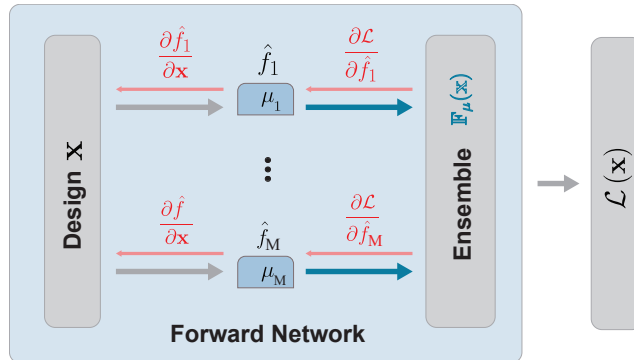 Design 𝐱
∂f̂₁/∂𝐱
f̂₁
μ₁
∂ℒ/∂f̂₁
⋮
∂f̂/∂𝐱
f̂_M
μ_M
∂ℒ/∂f̂_M
Ensemble 𝔽_μ(𝕩)
ℒ(𝐱)
Forward Network